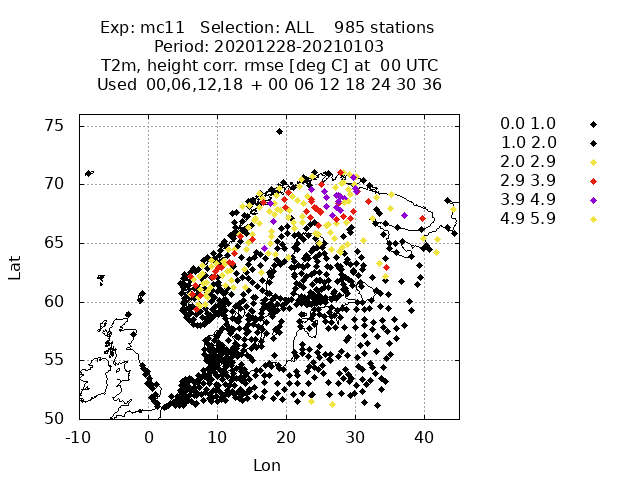 Exp: mc11 Selection: ALL 985 stations
Period: 20201228-20210103
T2m, height corr. rmse [deg C] at 00 UTC
Used 00,06,12,18 + 00 06 12 18 24 30 36
75
70
65
60
55
50
-10 0 10 20 30 40
Lat
Lon
0.0 1.0
1.0 2.0
2.0 2.9
2.9 3.9
3.9 4.9
4.9 5.9